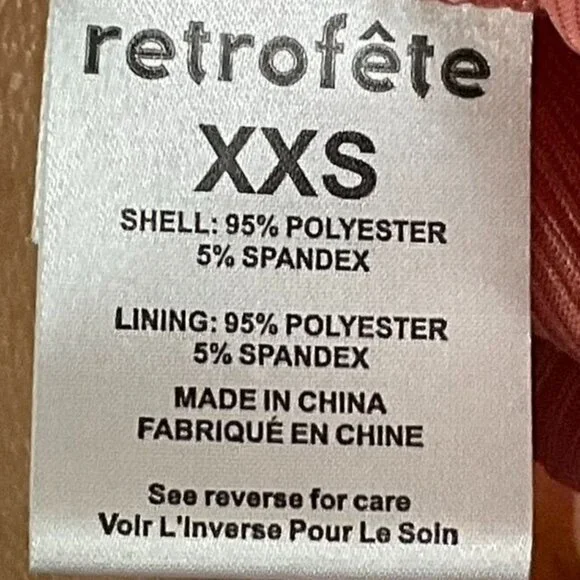 retrofête
XXS
SHELL: 95% POLYESTER
5% SPANDEX
LINING: 95% POLYESTER
5% SPANDEX
MADE IN CHINA
FABRIQUÉ EN CHINE
See reverse for care
Voir L'Inverse Pour Le Soin